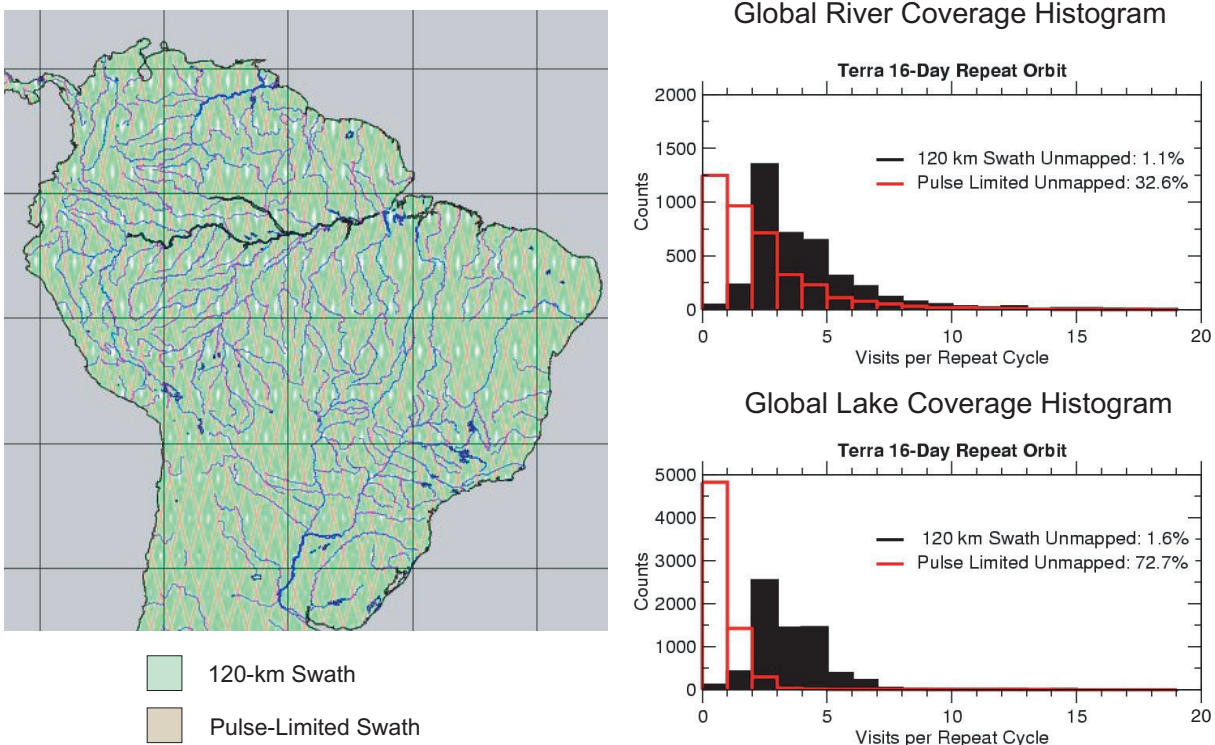 Global River Coverage Histogram
Terra 16-Day Repeat Orbit
2000
1500
1000
500
0
Counts
120 km Swath Unmapped: 1.1%
Pulse Limited Unmapped: 32.6%
0 5 10 15 20
Visits per Repeat Cycle
Global Lake Coverage Histogram
Terra 16-Day Repeat Orbit
5000
4000
3000
2000
1000
0
Counts
120 km Swath Unmapped: 1.6%
Pulse Limited Unmapped: 72.7%
0 5 10 15 20
Visits per Repeat Cycle
120-km Swath
Pulse-Limited Swath